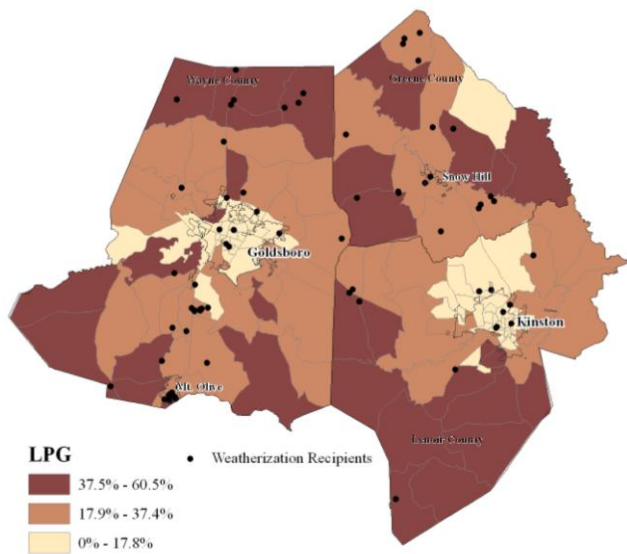 Wayne County
Greene County
Snow Hill
Goldsboro
Kinston
Mt. Olive
Lenoir County
LPG
Weatherization Recipients
37.5% - 60.5%
17.9% - 37.4%
0% - 17.8%